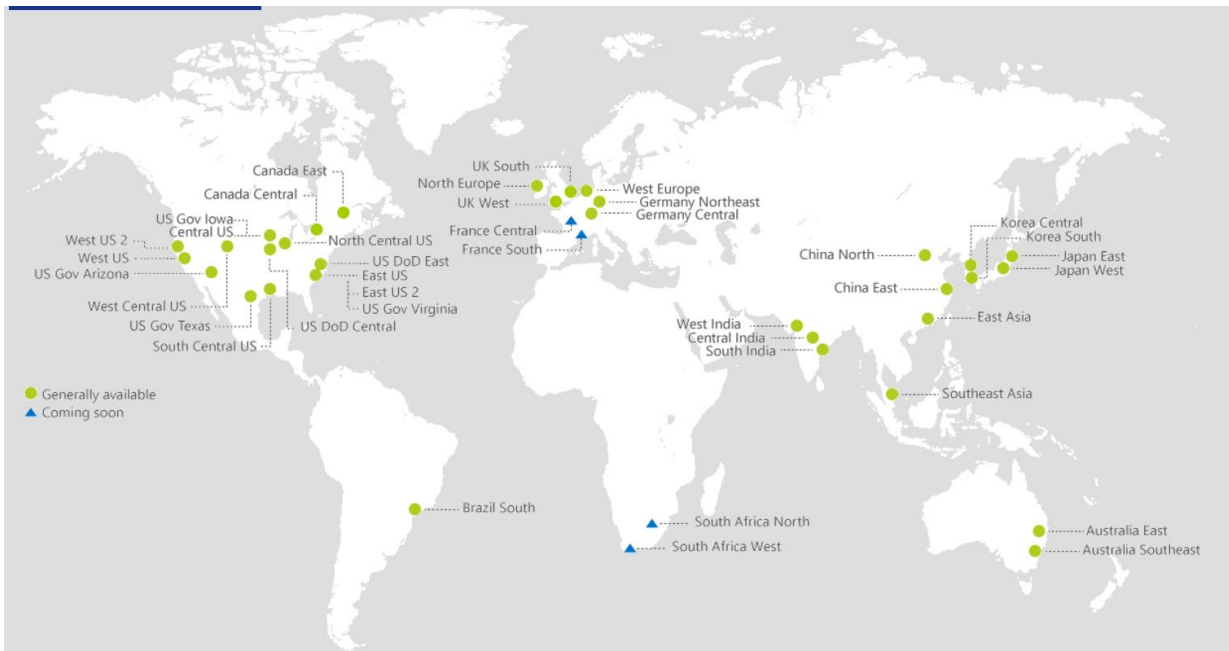 Canada East
Canada Central
US Gov Iowa
Central US
West US 2
West US
US Gov Arizona
West Central US
US Gov Texas
South Central US
North Central US
US DoD East
East US
East US 2
US Gov Virginia
US DoD Central
UK South
North Europe
UK West
West Europe
Germany Northeast
Germany Central
France Central
France South
Korea Central
Korea South
China North
Japan East
Japan West
China East
East Asia
West India
Central India
South India
Southeast Asia
Generally available
Coming soon
Brazil South
South Africa North
South Africa West
Australia East
Australia Southeast